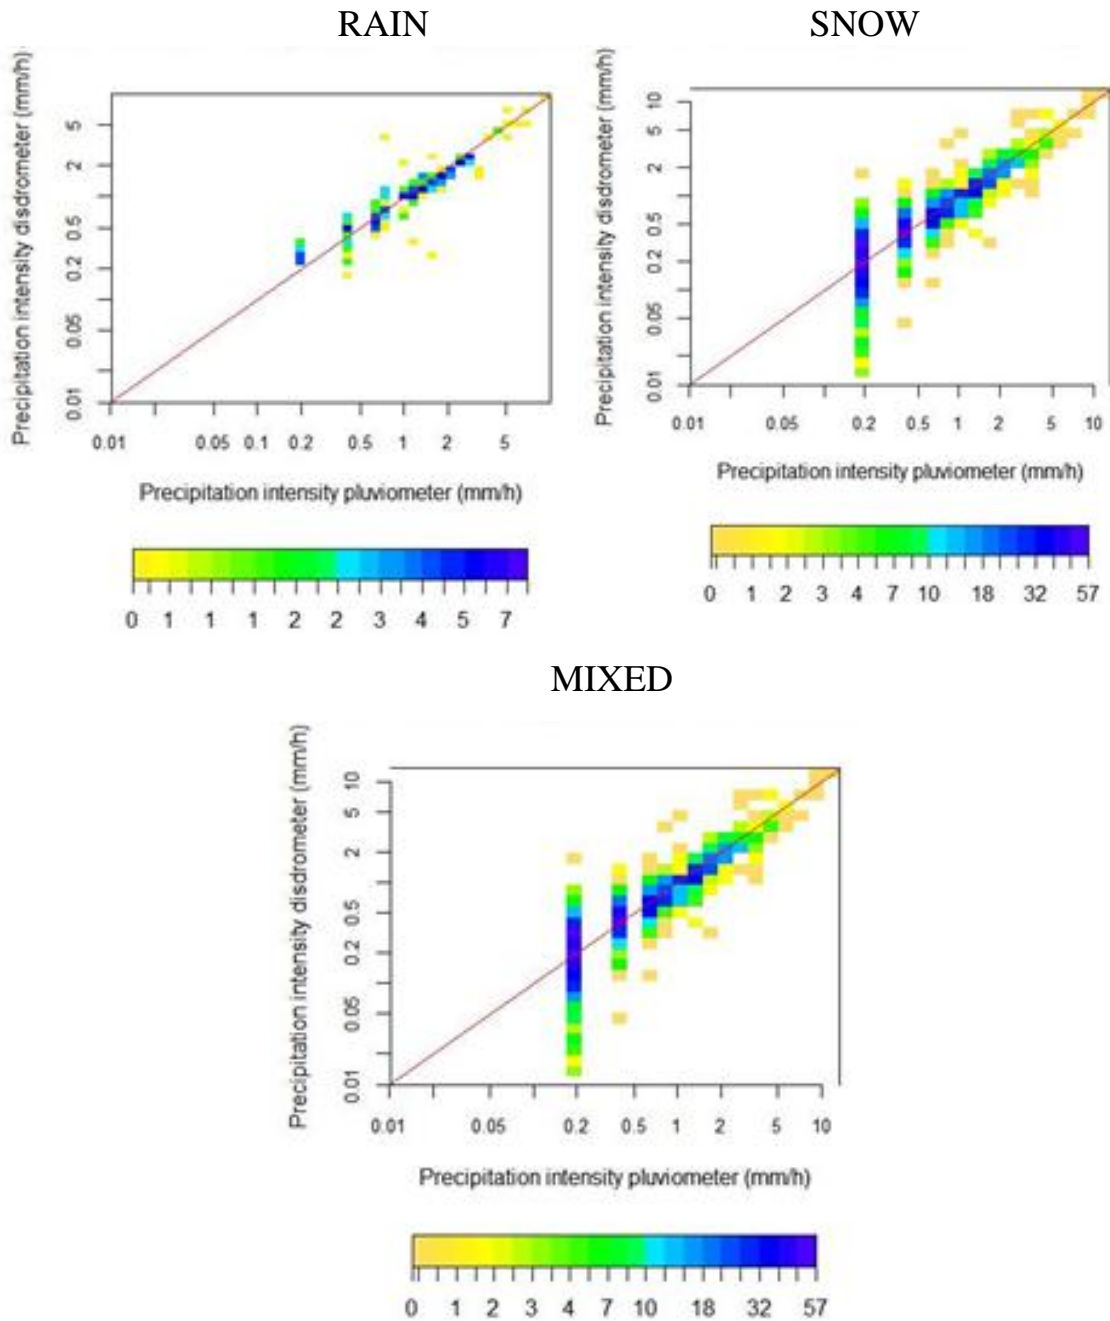 RAIN
Precipitation intensity disdrometer (mm/h)
5
2
0.5
0.2
0.05
0.01
0.01 0.05 0.1 0.2 0.5 1 2 5
Precipitation intensity pluviometer (mm/h)
0 1 1 1 2 2 3 4 5 7
SNOW
Precipitation intensity disdrometer (mm/h)
10
5
2
0.5
0.2
0.05
0.01
0.01 0.05 0.2 0.5 1 2 5 10
Precipitation intensity pluviometer (mm/h)
0 1 2 3 4 7 10 18 32 57
MIXED
Precipitation intensity disdrometer (mm/h)
10
5
2
0.5
0.2
0.05
0.01
0.01 0.05 0.2 0.5 1 2 5 10
Precipitation intensity pluviometer (mm/h)
0 1 2 3 4 7 10 18 32 57